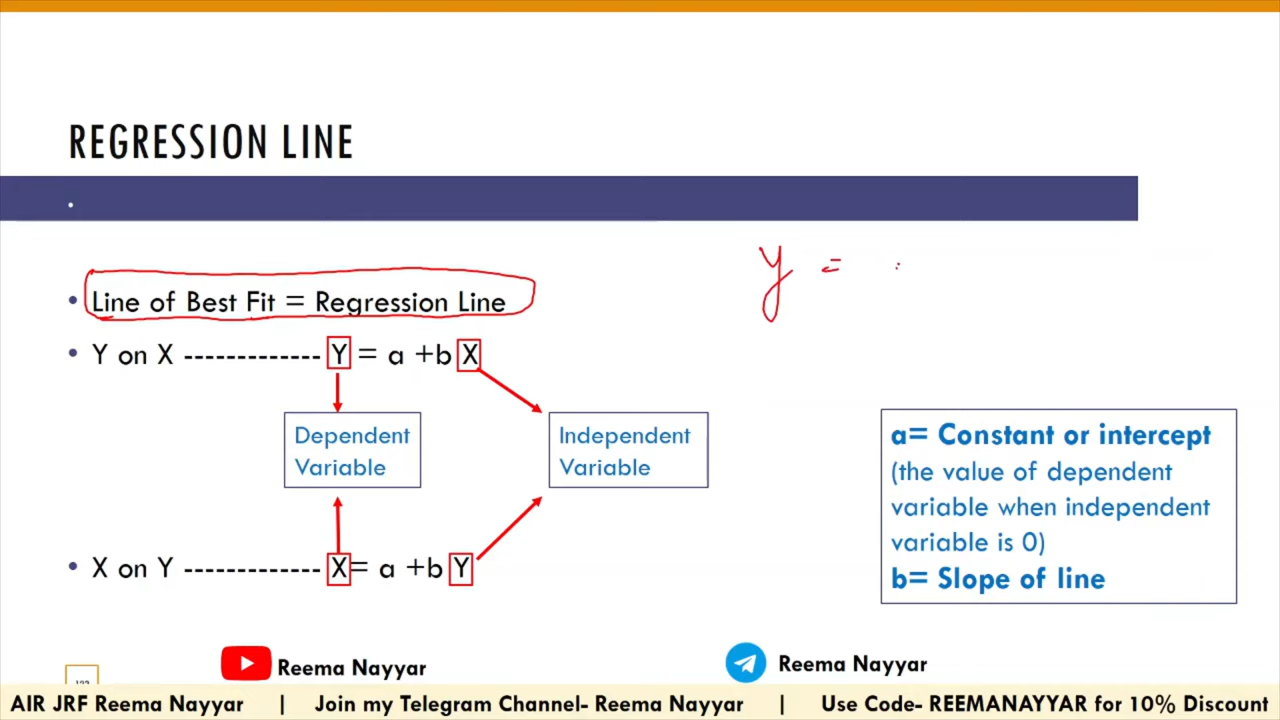 REGRESSION LINE
.
y =
• Line of Best Fit = Regression Line
• Y on X ------------- Y = a +b X
Dependent Variable
Independent Variable
a= Constant or intercept
(the value of dependent
variable when independent
variable is 0)
b= Slope of line
• X on Y ------------- X= a +b Y
Reema Nayyar
Reema Nayyar
AIR JRF Reema Nayyar | Join my Telegram Channel- Reema Nayyar | Use Code- REEMANAYYAR for 10% Discount